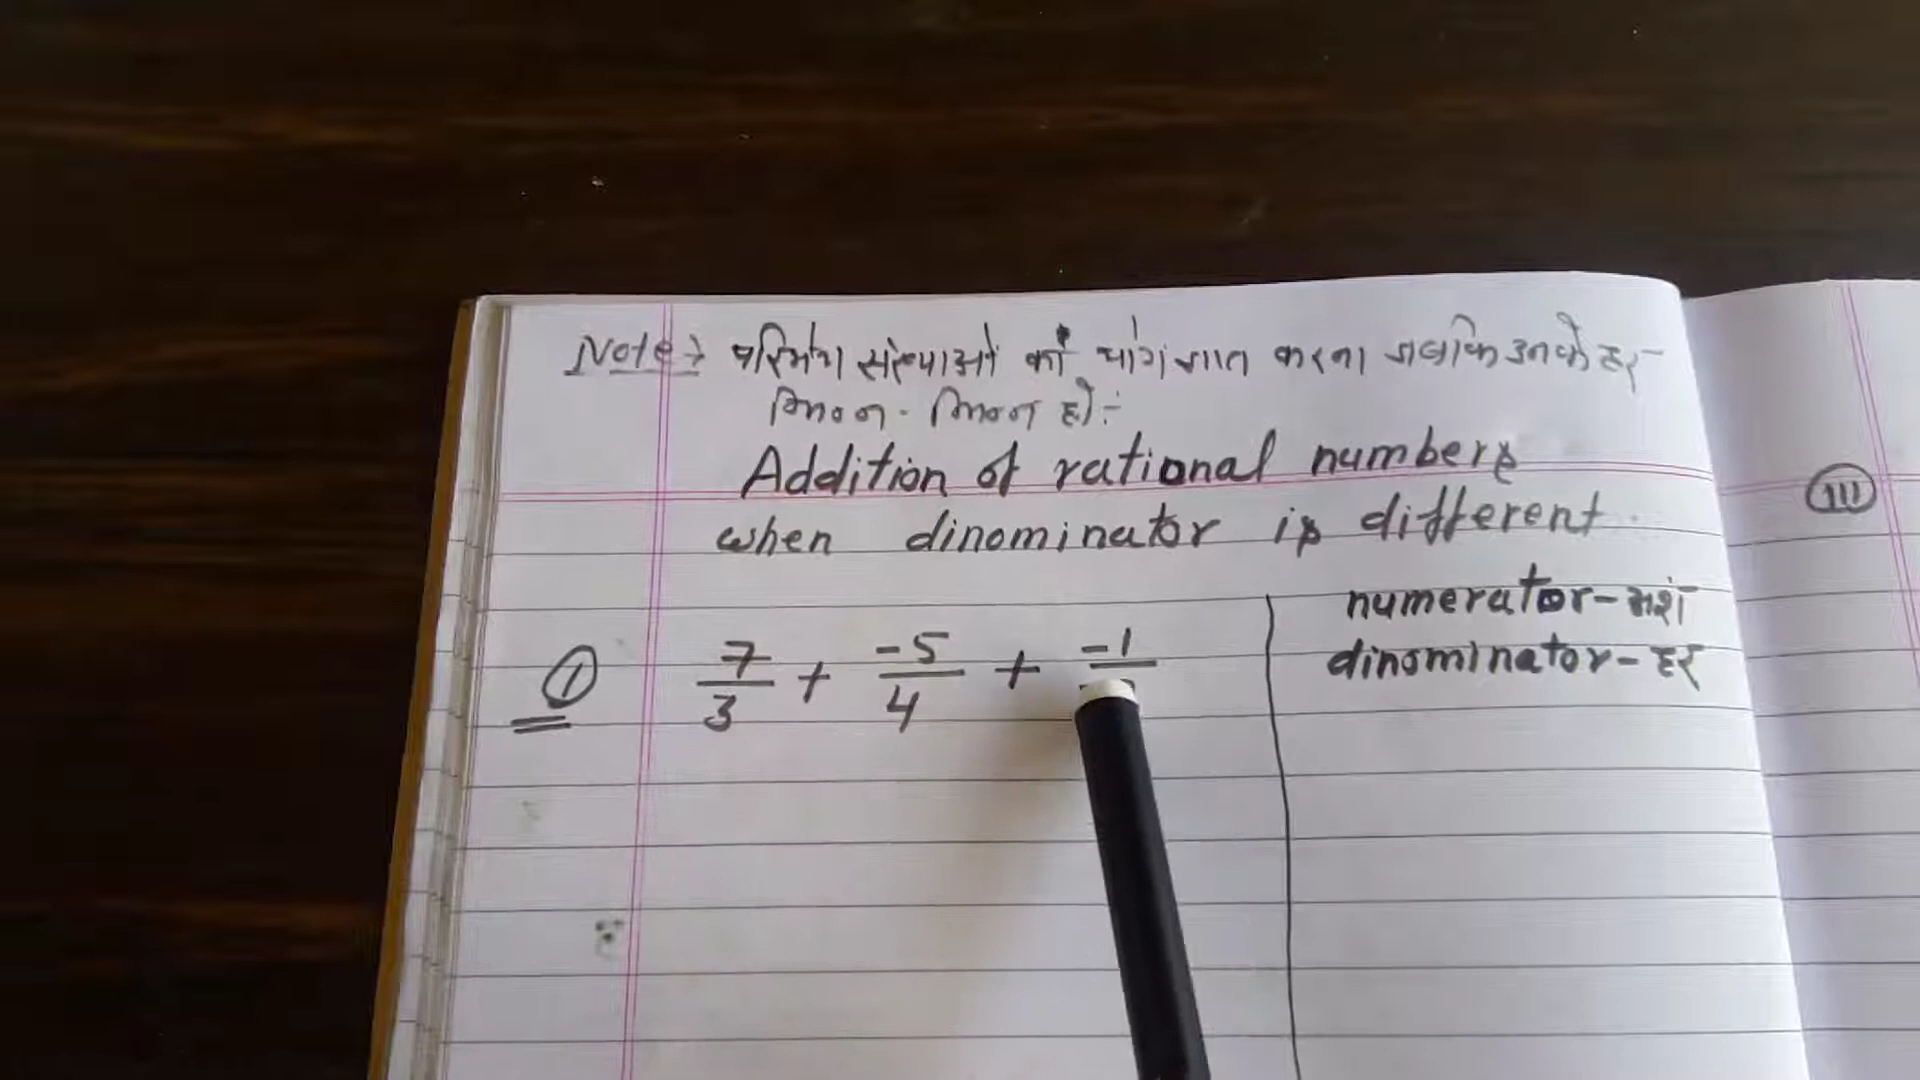 Note → परिमेय संख्याओं का योग ज्ञात करना जबकि उनके हर
भिन्न - भिन्न हो :-
Addition of rational numbers
when dinominator is different
numerator - अंश
dinominator - हर
① 7/3 + -5/4 + -1/
111